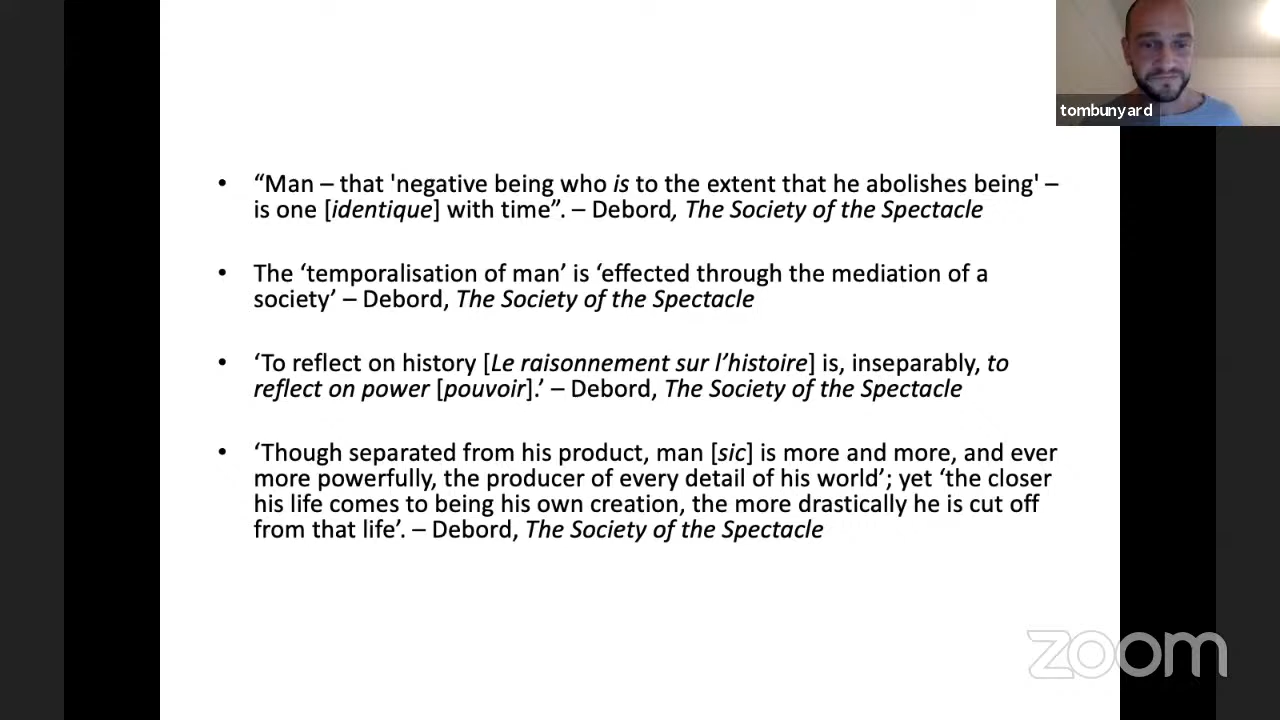 tombunyard
• “Man – that 'negative being who is to the extent that he abolishes being' –
is one [identique] with time”. – Debord, The Society of the Spectacle
• The ‘temporalisation of man’ is ‘effected through the mediation of a
society’ – Debord, The Society of the Spectacle
• ‘To reflect on history [Le raisonnement sur l’histoire] is, inseparably, to
reflect on power [pouvoir].’ – Debord, The Society of the Spectacle
• ‘Though separated from his product, man [sic] is more and more, and ever
more powerfully, the producer of every detail of his world’; yet ‘the closer
his life comes to being his own creation, the more drastically he is cut off
from that life’. – Debord, The Society of the Spectacle
zoom